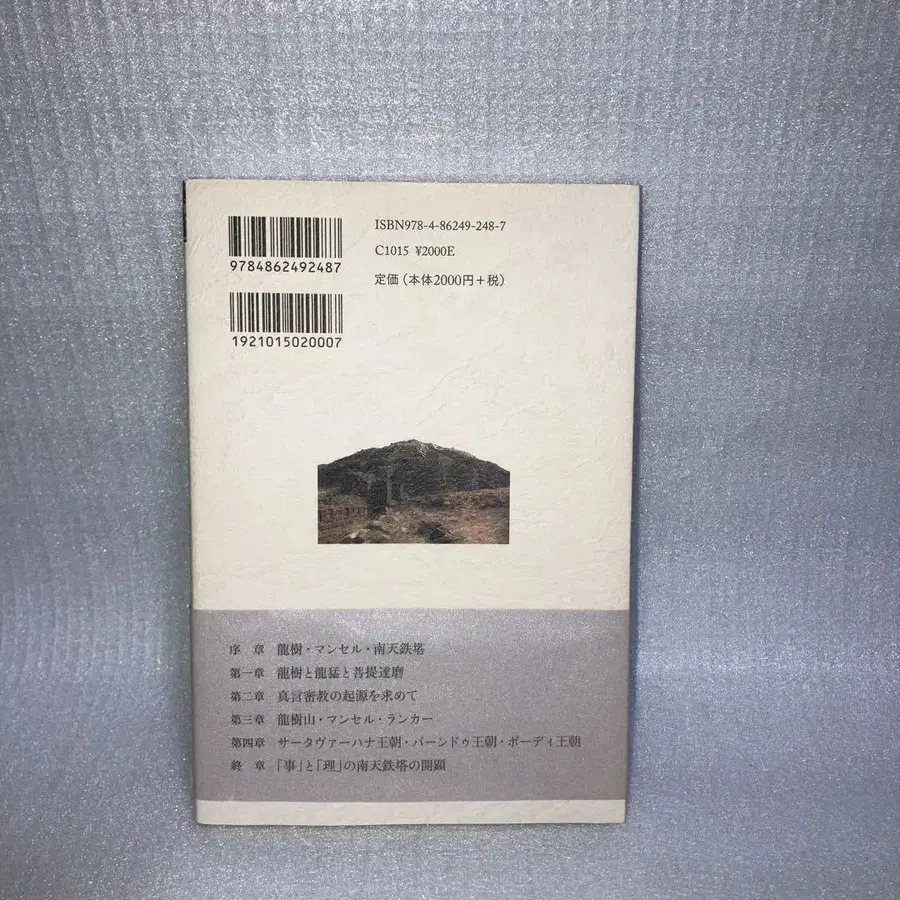 ISBN978-4-86249-248-7
9784862492487
C1015 ¥2000E
定価（本体2000円＋税）
1921015020007
序　章　龍樹・マンセル・南天鉄塔
第一章　龍樹と龍猛と菩提達磨
第二章　真言密教の起源を求めて
第三章　龍樹山・マンセル・ランカー
第四章　サータヴァーハナ王朝・パーンドゥ王朝・ボーディ王朝
終　章　「事」と「理」の南天鉄塔の開顕